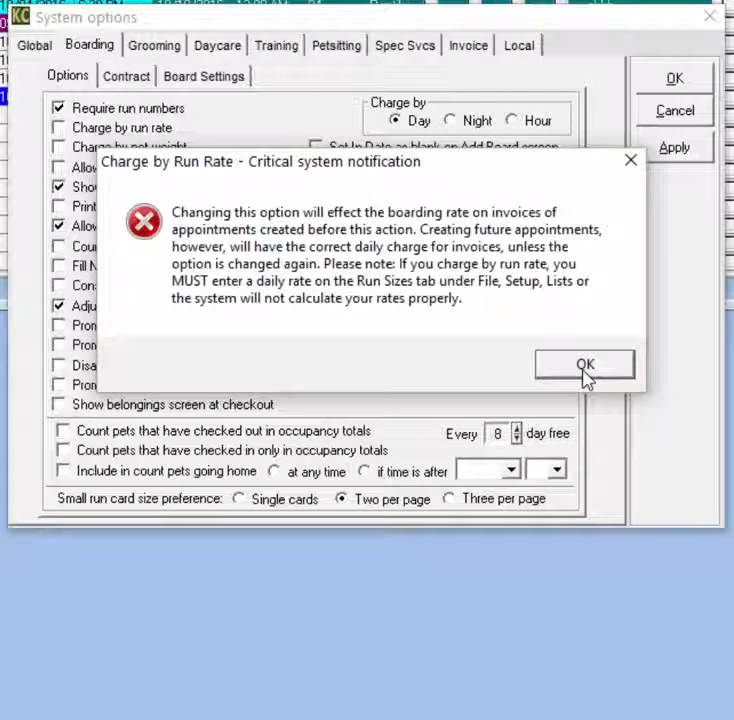 KC System options
Global Boarding Grooming Daycare Training Petsitting Spec Svcs Invoice Local
Options Contract Board Settings
OK
Cancel
Apply
Require run numbers
Charge by
Charge by run rate
Day Night Hour
Charge by pet weight
Set In Date as blank on Add Board screen
Charge by Run Rate - Critical system notification
Changing this option will effect the boarding rate on invoices of
appointments created before this action. Creating future appointments,
however, will have the correct daily charge for invoices, unless the
option is changed again. Please note: If you charge by run rate, you
MUST enter a daily rate on the Run Sizes tab under File, Setup, Lists or
the system will not calculate your rates properly.
OK
Allow
Show
Print
Allow
Cou
Fill N
Con
Adju
Pron
Pron
Disa
Pron
Show belongings screen at checkout
Count pets that have checked out in occupancy totals
Every 8 day free
Count pets that have checked in only in occupancy totals
Include in count pets going home at any time if time is after
Small run card size preference: Single cards Two per page Three per page